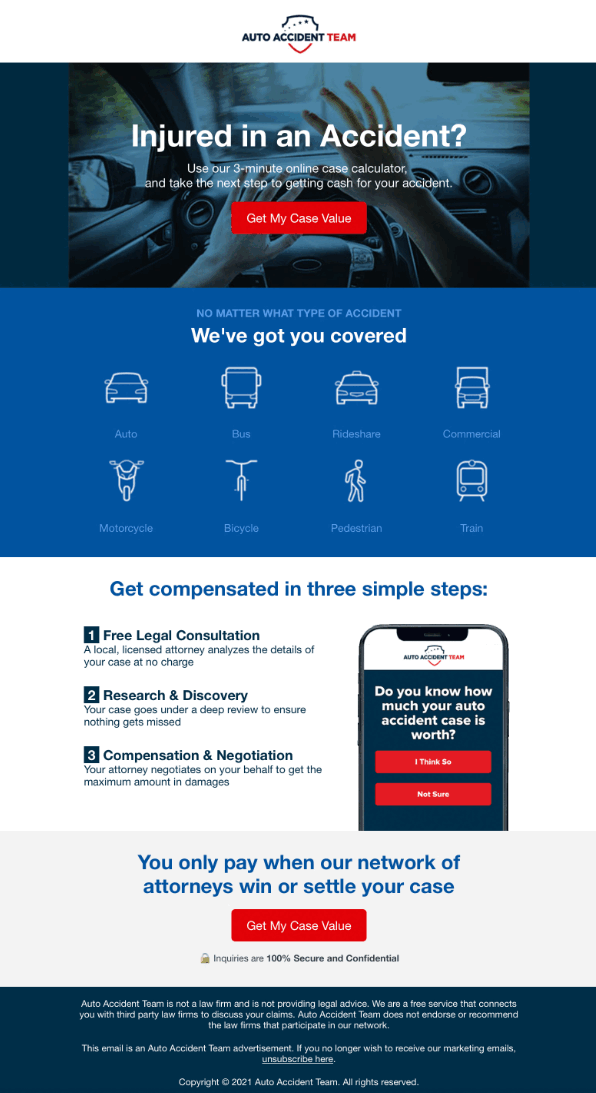 AUTO ACCIDENT TEAM
Injured in an Accident?
Use our 3-minute online case calculator,
and take the next step to getting cash for your accident.
Get My Case Value
NO MATTER WHAT TYPE OF ACCIDENT
We've got you covered
Auto
Bus
Rideshare
Commercial
Motorcycle
Bicycle
Pedestrian
Train
Get compensated in three simple steps:
1 Free Legal Consultation
A local, licensed attorney analyzes the details of
your case at no charge
2 Research & Discovery
Your case goes under a deep review to ensure
nothing gets missed
3 Compensation & Negotiation
Your attorney negotiates on your behalf to get the
maximum amount in damages
AUTO ACCIDENT TEAM
Do you know how
much your auto
accident case is
worth?
I Think So
Not Sure
You only pay when our network of
attorneys win or settle your case
Get My Case Value
Inquiries are 100% Secure and Confidential
Auto Accident Team is not a law firm and is not providing legal advice. We are a free service that connects
you with third party law firms to discuss your claims. Auto Accident Team does not endorse or recommend
the law firms that participate in our network.
This email is an Auto Accident Team advertisement. If you no longer wish to receive our marketing emails,
unsubscribe here.
Copyright © 2021 Auto Accident Team. All rights reserved.